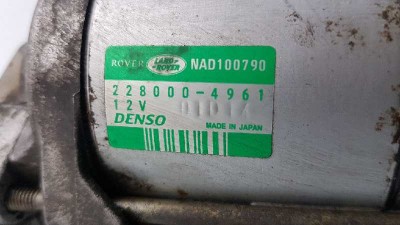 ROVER LAND ROVER NAD100790
228000-4961
12V
DENSO MADE IN JAPAN